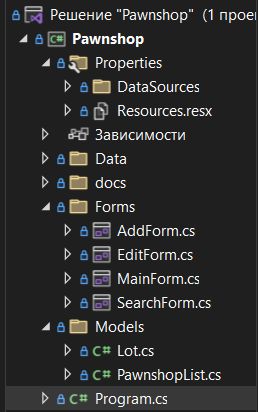 Решение "Pawnshop" (1 прое
Pawnshop
Properties
DataSources
Resources.resx
Зависимости
Data
docs
Forms
AddForm.cs
EditForm.cs
MainForm.cs
SearchForm.cs
Models
C# Lot.cs
C# PawnshopList.cs
C# Program.cs